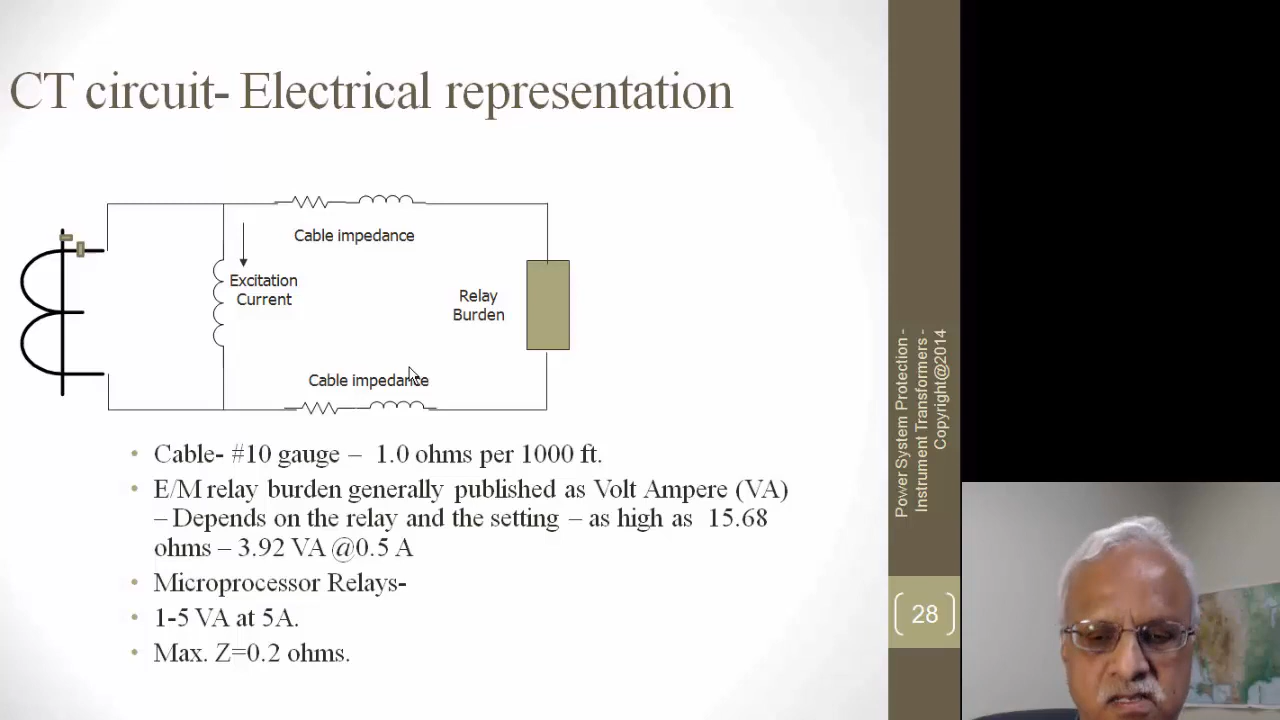 CT circuit- Electrical representation
Cable impedance
Excitation
Current
Relay
Burden
Cable impedance
• Cable- #10 gauge – 1.0 ohms per 1000 ft.
• E/M relay burden generally published as Volt Ampere (VA)
– Depends on the relay and the setting – as high as 15.68
ohms – 3.92 VA @0.5 A
• Microprocessor Relays-
• 1-5 VA at 5A.
• Max. Z=0.2 ohms.
Power System Protection -
Instrument Transformers -
Copyright@2014
28